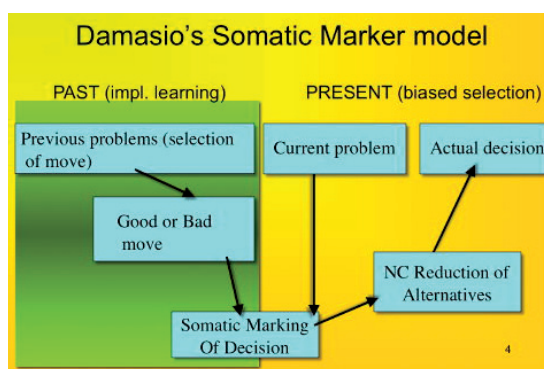 Damasio's Somatic Marker model
PAST (impl. learning)
PRESENT (biased selection)
Previous problems (selection
of move)
Current problem
Actual decision
Good or Bad
move
NC Reduction of
Alternatives
Somatic Marking
Of Decision
4